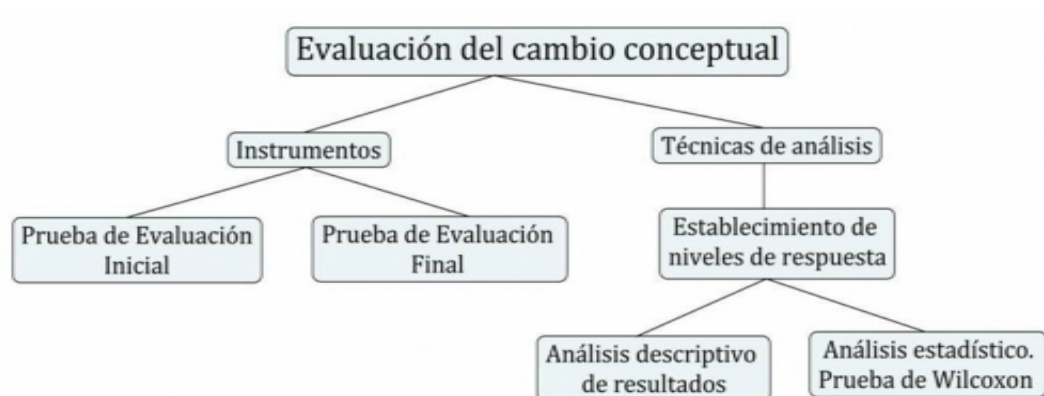 Evaluación del cambio conceptual
Instrumentos
Técnicas de análisis
Prueba de Evaluación
Inicial
Prueba de Evaluación
Final
Establecimiento de
niveles de respuesta
Análisis descriptivo
de resultados
Análisis estadístico.
Prueba de Wilcoxon